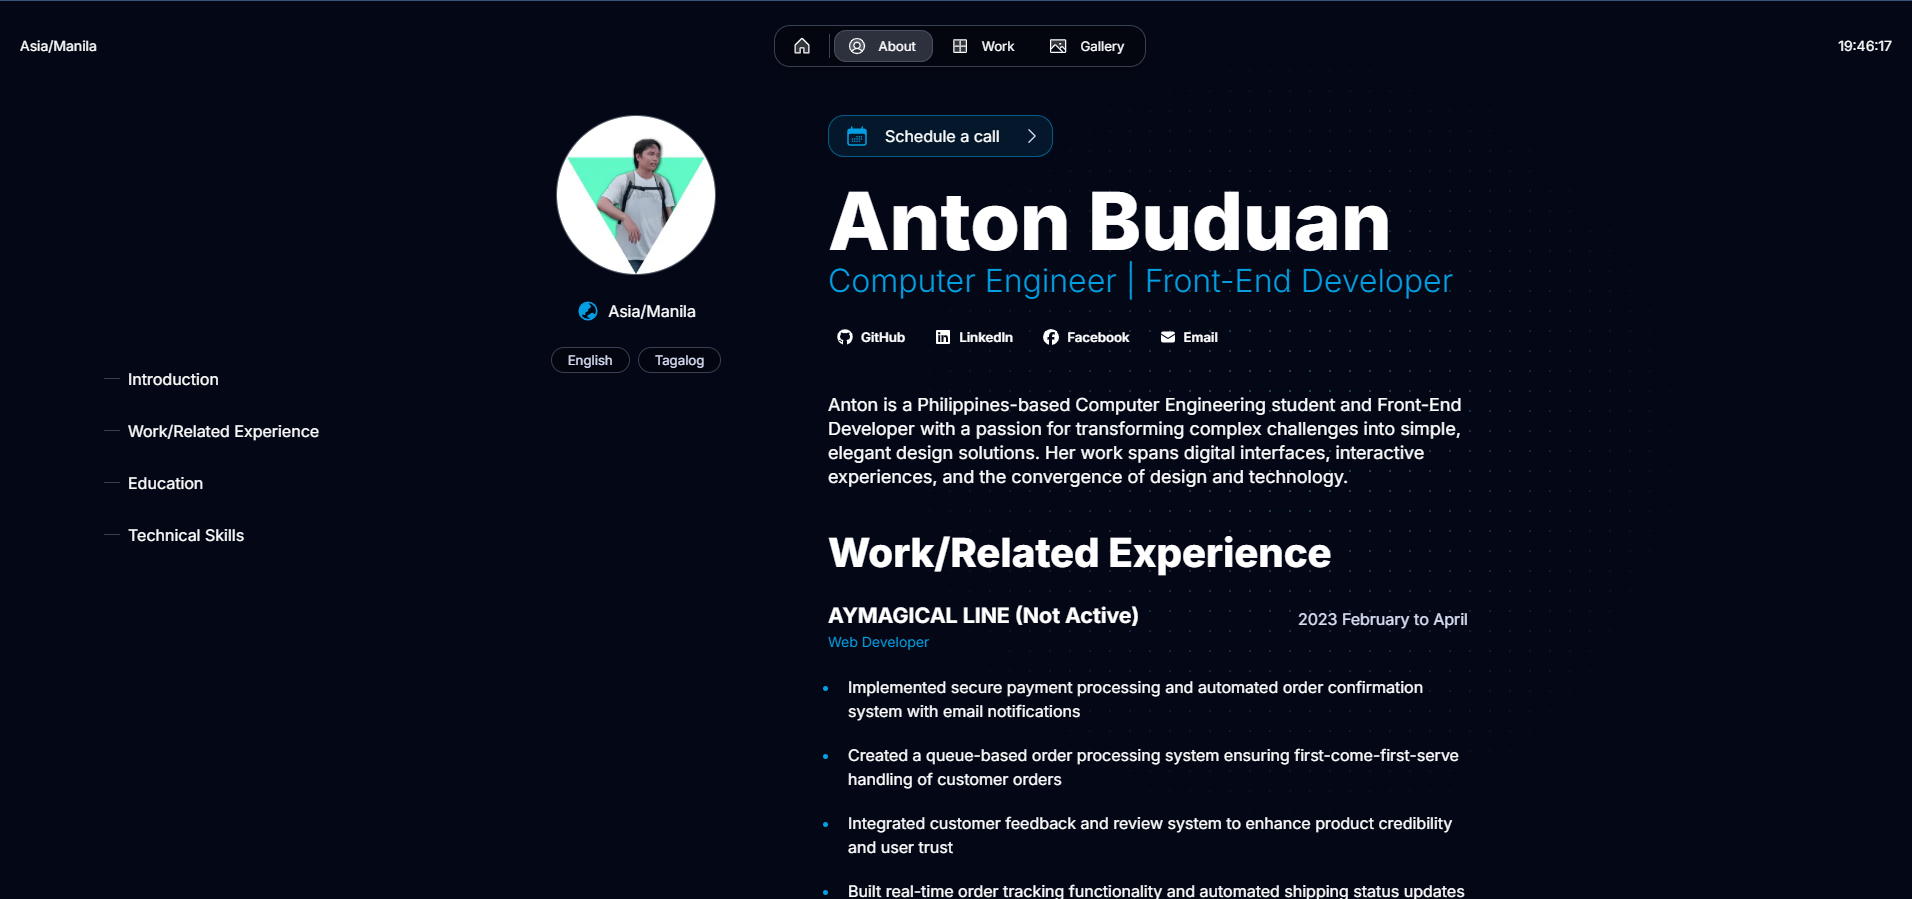 Asia/Manila
About
Work
Gallery
19:46:17
Schedule a call
Anton Buduan
Computer Engineer | Front-End Developer
Asia/Manila
GitHub
LinkedIn
Facebook
Email
English
Tagalog
Introduction
Work/Related Experience
Education
Technical Skills
Anton is a Philippines-based Computer Engineering student and Front-End
Developer with a passion for transforming complex challenges into simple,
elegant design solutions. Her work spans digital interfaces, interactive
experiences, and the convergence of design and technology.
Work/Related Experience
AYMAGICAL LINE (Not Active)
2023 February to April
Web Developer
Implemented secure payment processing and automated order confirmation
system with email notifications
Created a queue-based order processing system ensuring first-come-first-serve
handling of customer orders
Integrated customer feedback and review system to enhance product credibility
and user trust
Built real-time order tracking functionality and automated shipping status updates